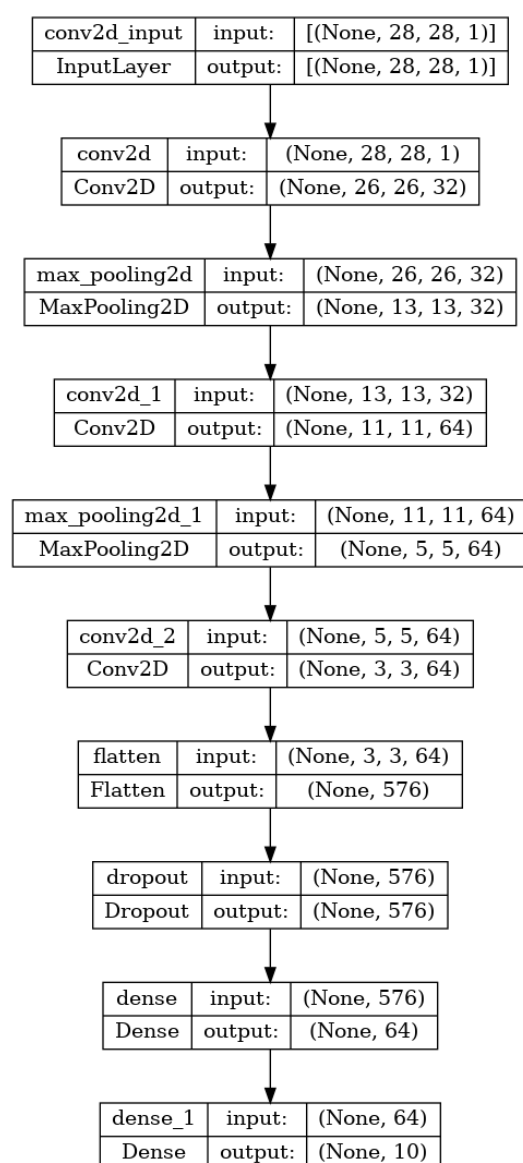 conv2d_input input: [(None, 28, 28, 1)]
InputLayer output: [(None, 28, 28, 1)]
conv2d input: (None, 28, 28, 1)
Conv2D output: (None, 26, 26, 32)
max_pooling2d input: (None, 26, 26, 32)
MaxPooling2D output: (None, 13, 13, 32)
conv2d_1 input: (None, 13, 13, 32)
Conv2D output: (None, 11, 11, 64)
max_pooling2d_1 input: (None, 11, 11, 64)
MaxPooling2D output: (None, 5, 5, 64)
conv2d_2 input: (None, 5, 5, 64)
Conv2D output: (None, 3, 3, 64)
flatten input: (None, 3, 3, 64)
Flatten output: (None, 576)
dropout input: (None, 576)
Dropout output: (None, 576)
dense input: (None, 576)
Dense output: (None, 64)
dense_1 input: (None, 64)
Dense output: (None, 10)